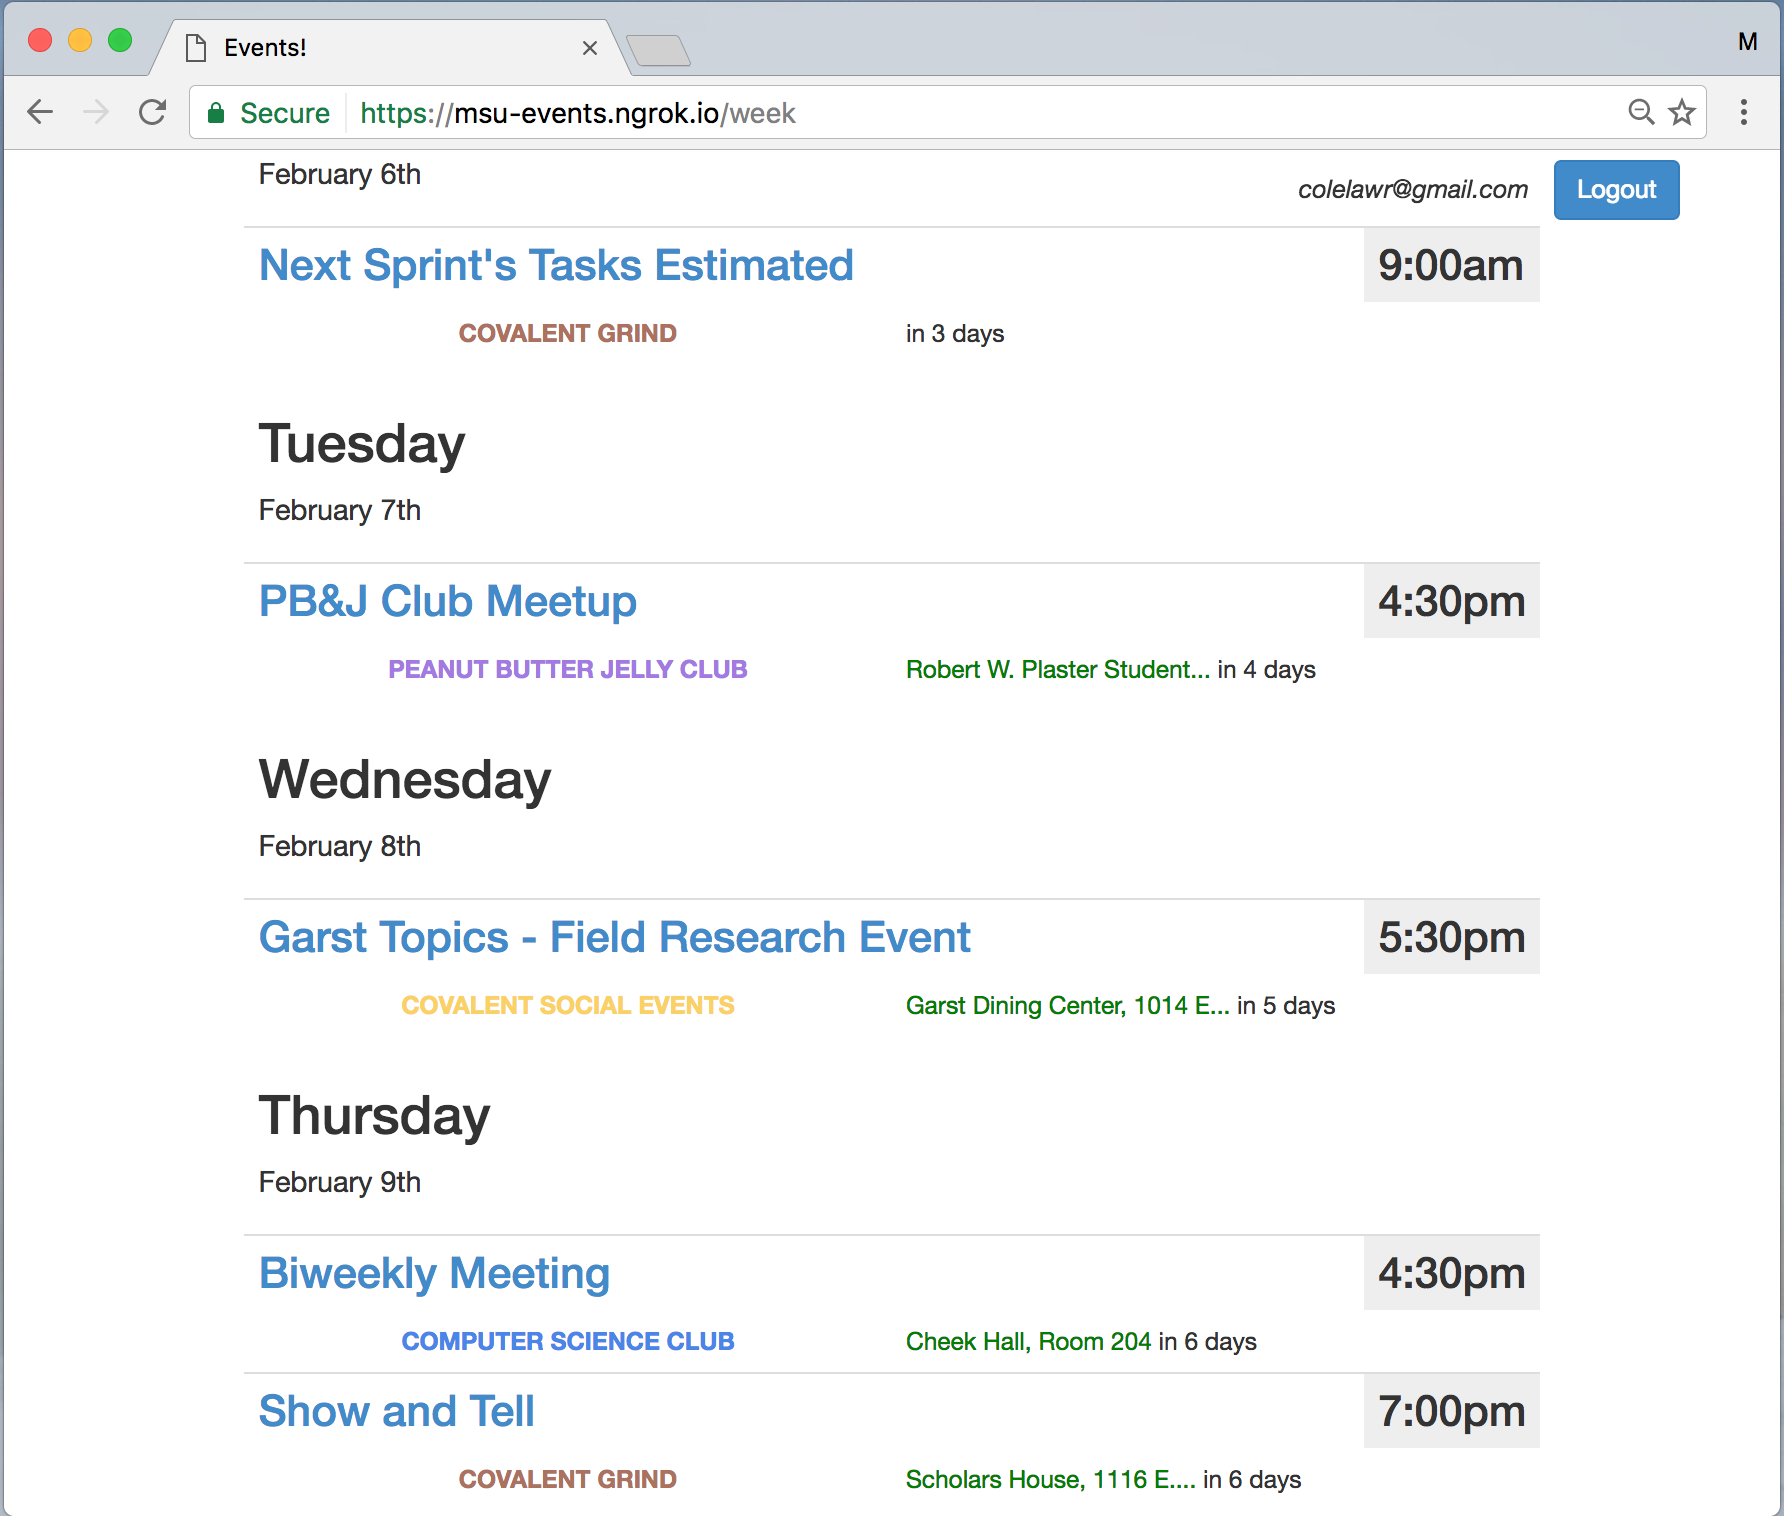 Events!
M
Secure https://msu-events.ngrok.io/week
February 6th
colelawr@gmail.com Logout
Next Sprint's Tasks Estimated 9:00am
COVALENT GRIND in 3 days
Tuesday
February 7th
PB&J Club Meetup 4:30pm
PEANUT BUTTER JELLY CLUB Robert W. Plaster Student... in 4 days
Wednesday
February 8th
Garst Topics - Field Research Event 5:30pm
COVALENT SOCIAL EVENTS Garst Dining Center, 1014 E... in 5 days
Thursday
February 9th
Biweekly Meeting 4:30pm
COMPUTER SCIENCE CLUB Cheek Hall, Room 204 in 6 days
Show and Tell 7:00pm
COVALENT GRIND Scholars House, 1116 E.... in 6 days